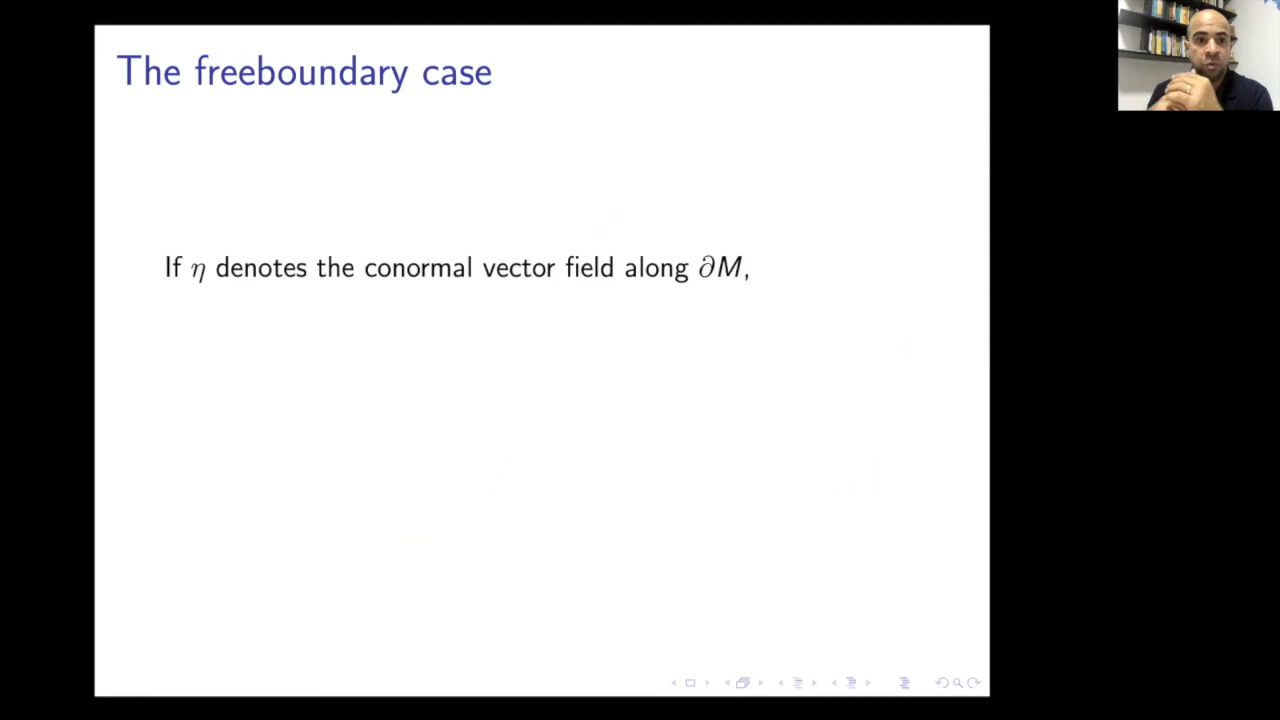 The freeboundary case
If η denotes the conormal vector field along ∂M,